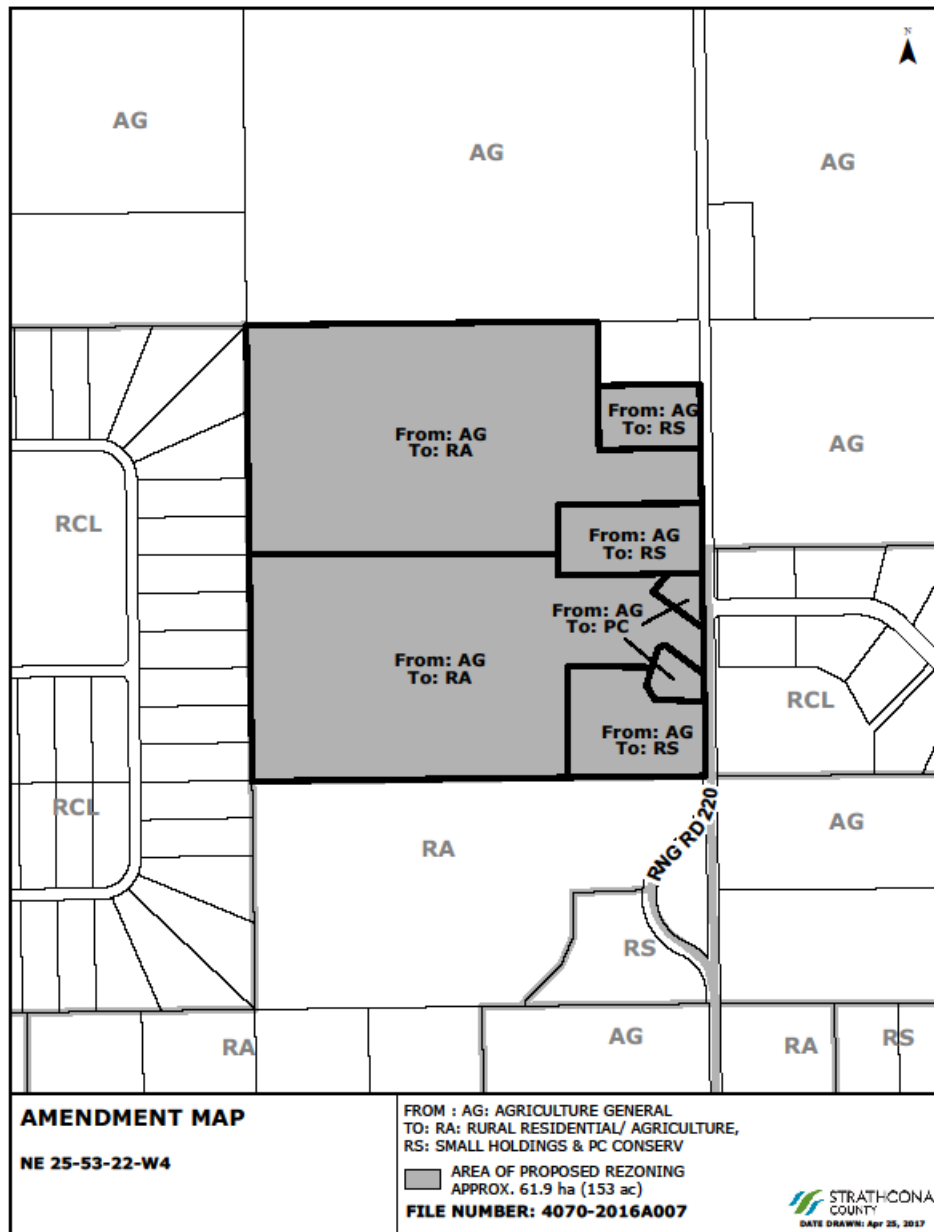 N
AG
AG
AG
From: AG
To: RS
From: AG
To: RA
AG
RCL
From: AG
To: RS
From: AG
To: PC
From: AG
To: RA
RCL
From: AG
To: RS
RCL
AG
RA
RNG RD 220
RS
RA
AG
RA
RS
AMENDMENT MAP
NE 25-53-22-W4
FROM : AG: AGRICULTURE GENERAL
TO: RA: RURAL RESIDENTIAL/ AGRICULTURE,
RS: SMALL HOLDINGS & PC CONSERV
AREA OF PROPOSED REZONING
APPROX. 61.9 ha (153 ac)
FILE NUMBER: 4070-2016A007
STRATHCONA
COUNTY
DATE DRAWN: Apr 25, 2017